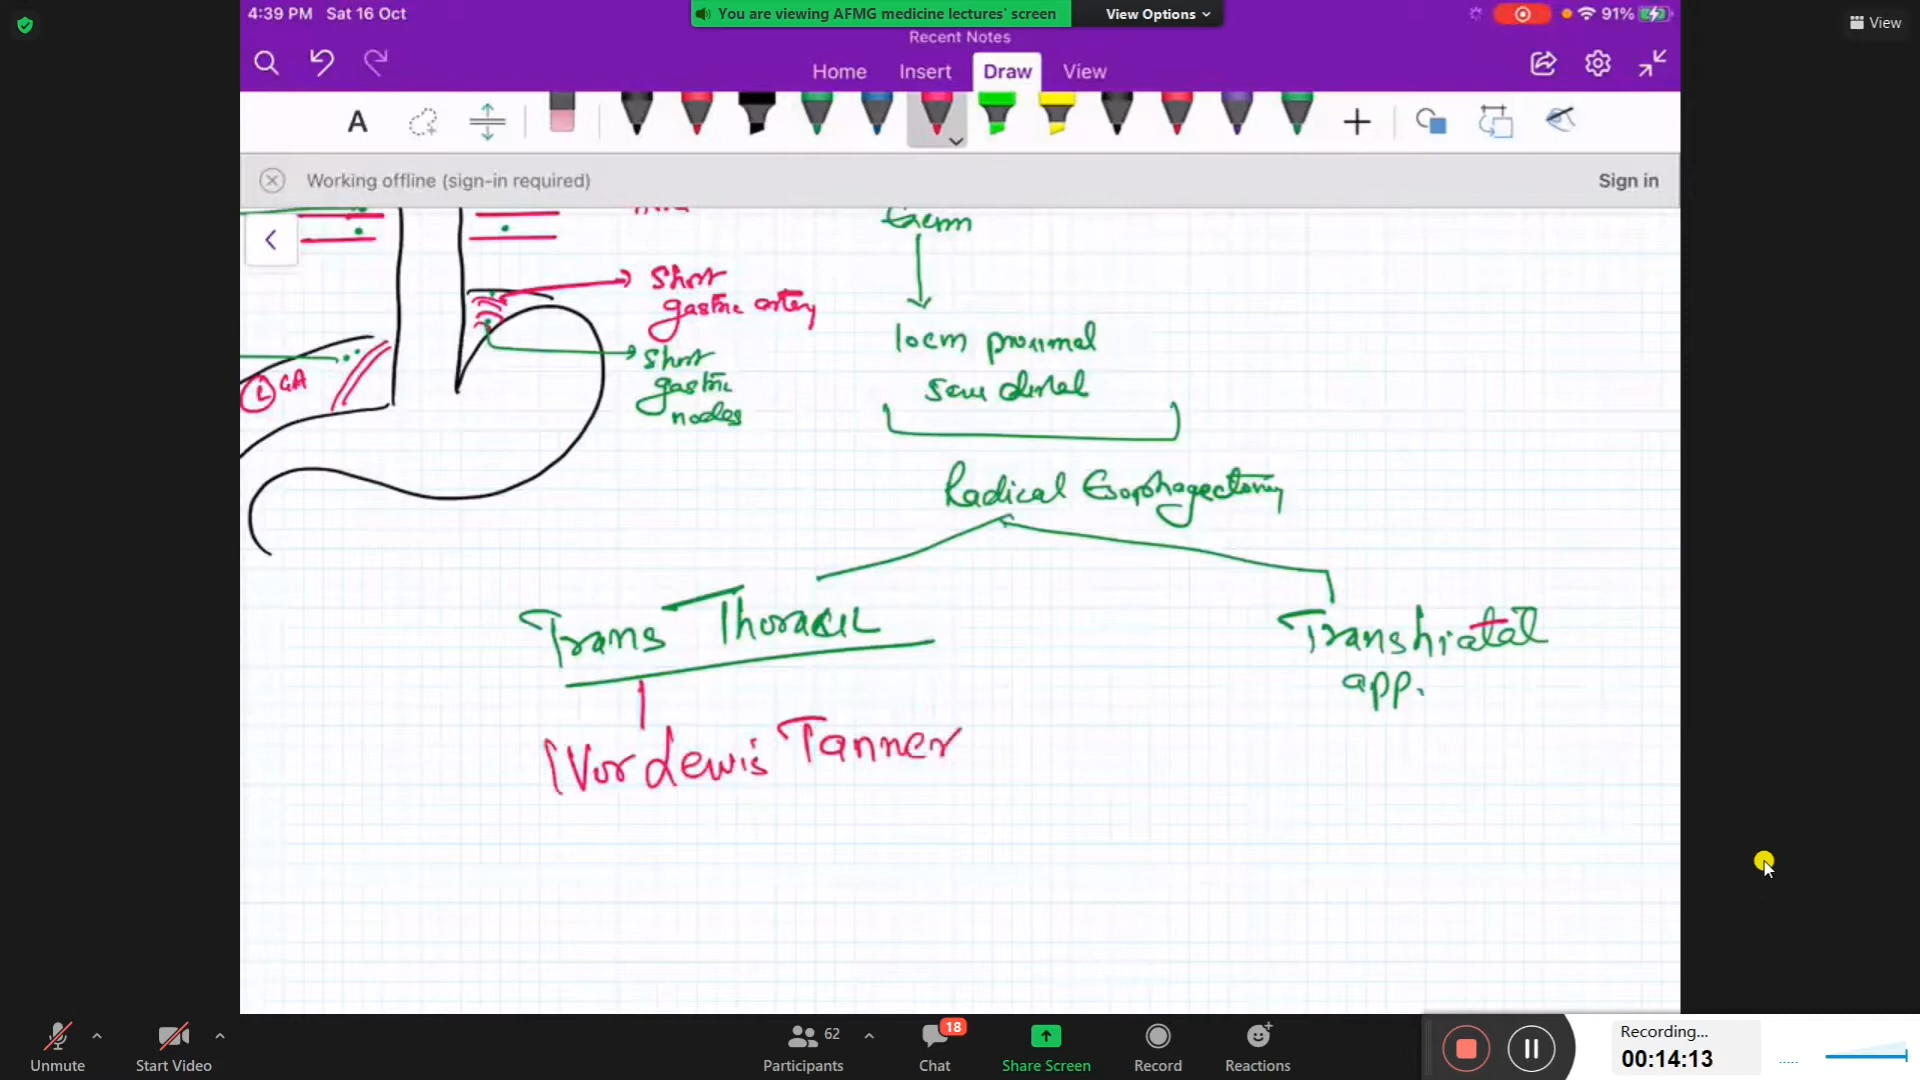 4:39 PM Sat 16 Oct
You are viewing AFMG medicine lectures' screen
View Options
91%
View
Recent Notes
Home
Insert
Draw
View
A
Working offline (sign-in required)
Sign in
Short
gastric artery
Short
gastric
nodes
L GA
10cm proximal
5cm distal
Radical Esophagectomy
Trans Thoracic
Transhiatal
app.
IVor Lewis Tanner
Unmute
Start Video
Participants
62
Chat
18
Share Screen
Record
Reactions
Recording...
00:14:13